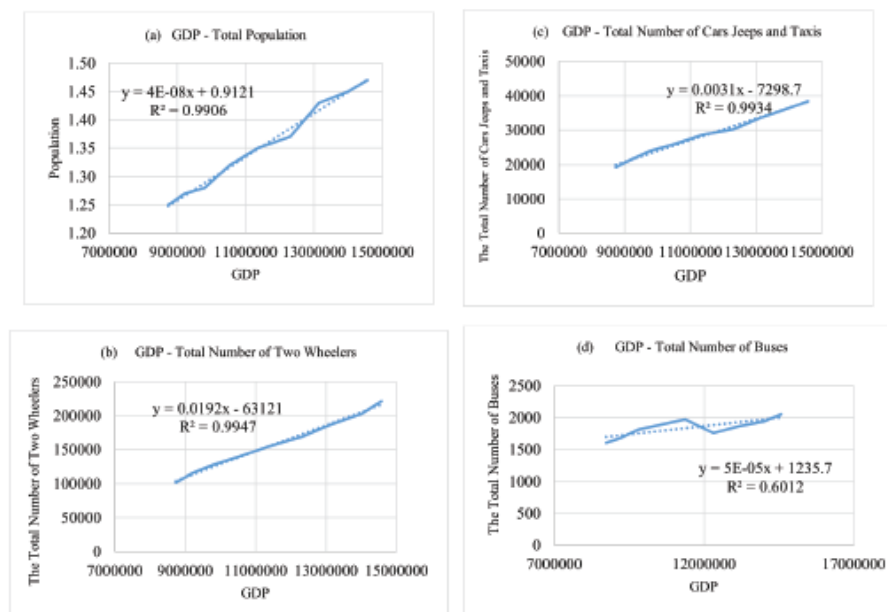 (a) GDP - Total Population
1.50
1.45
1.40
1.35
1.30
1.25
1.20
Population
y = 4E-08x + 0.9121
R² = 0.9906
7000000 9000000 11000000 13000000 15000000
GDP
(c) GDP - Total Number of Cars Jeeps and Taxis
50000
40000
30000
20000
10000
0
The Total Number of Cars Jeeps and Taxis
y = 0.0031x - 7298.7
R² = 0.9934
7000000 9000000 11000000 13000000 15000000
GDP
(b) GDP - Total Number of Two Wheelers
250000
200000
150000
100000
50000
0
The Total Number of Two Wheelers
y = 0.0192x - 63121
R² = 0.9947
7000000 9000000 11000000 13000000 15000000
GDP
(d) GDP - Total Number of Buses
2500
2000
1500
1000
500
0
The Total Number of Buses
y = 5E-05x + 1235.7
R² = 0.6012
7000000 12000000 17000000
GDP